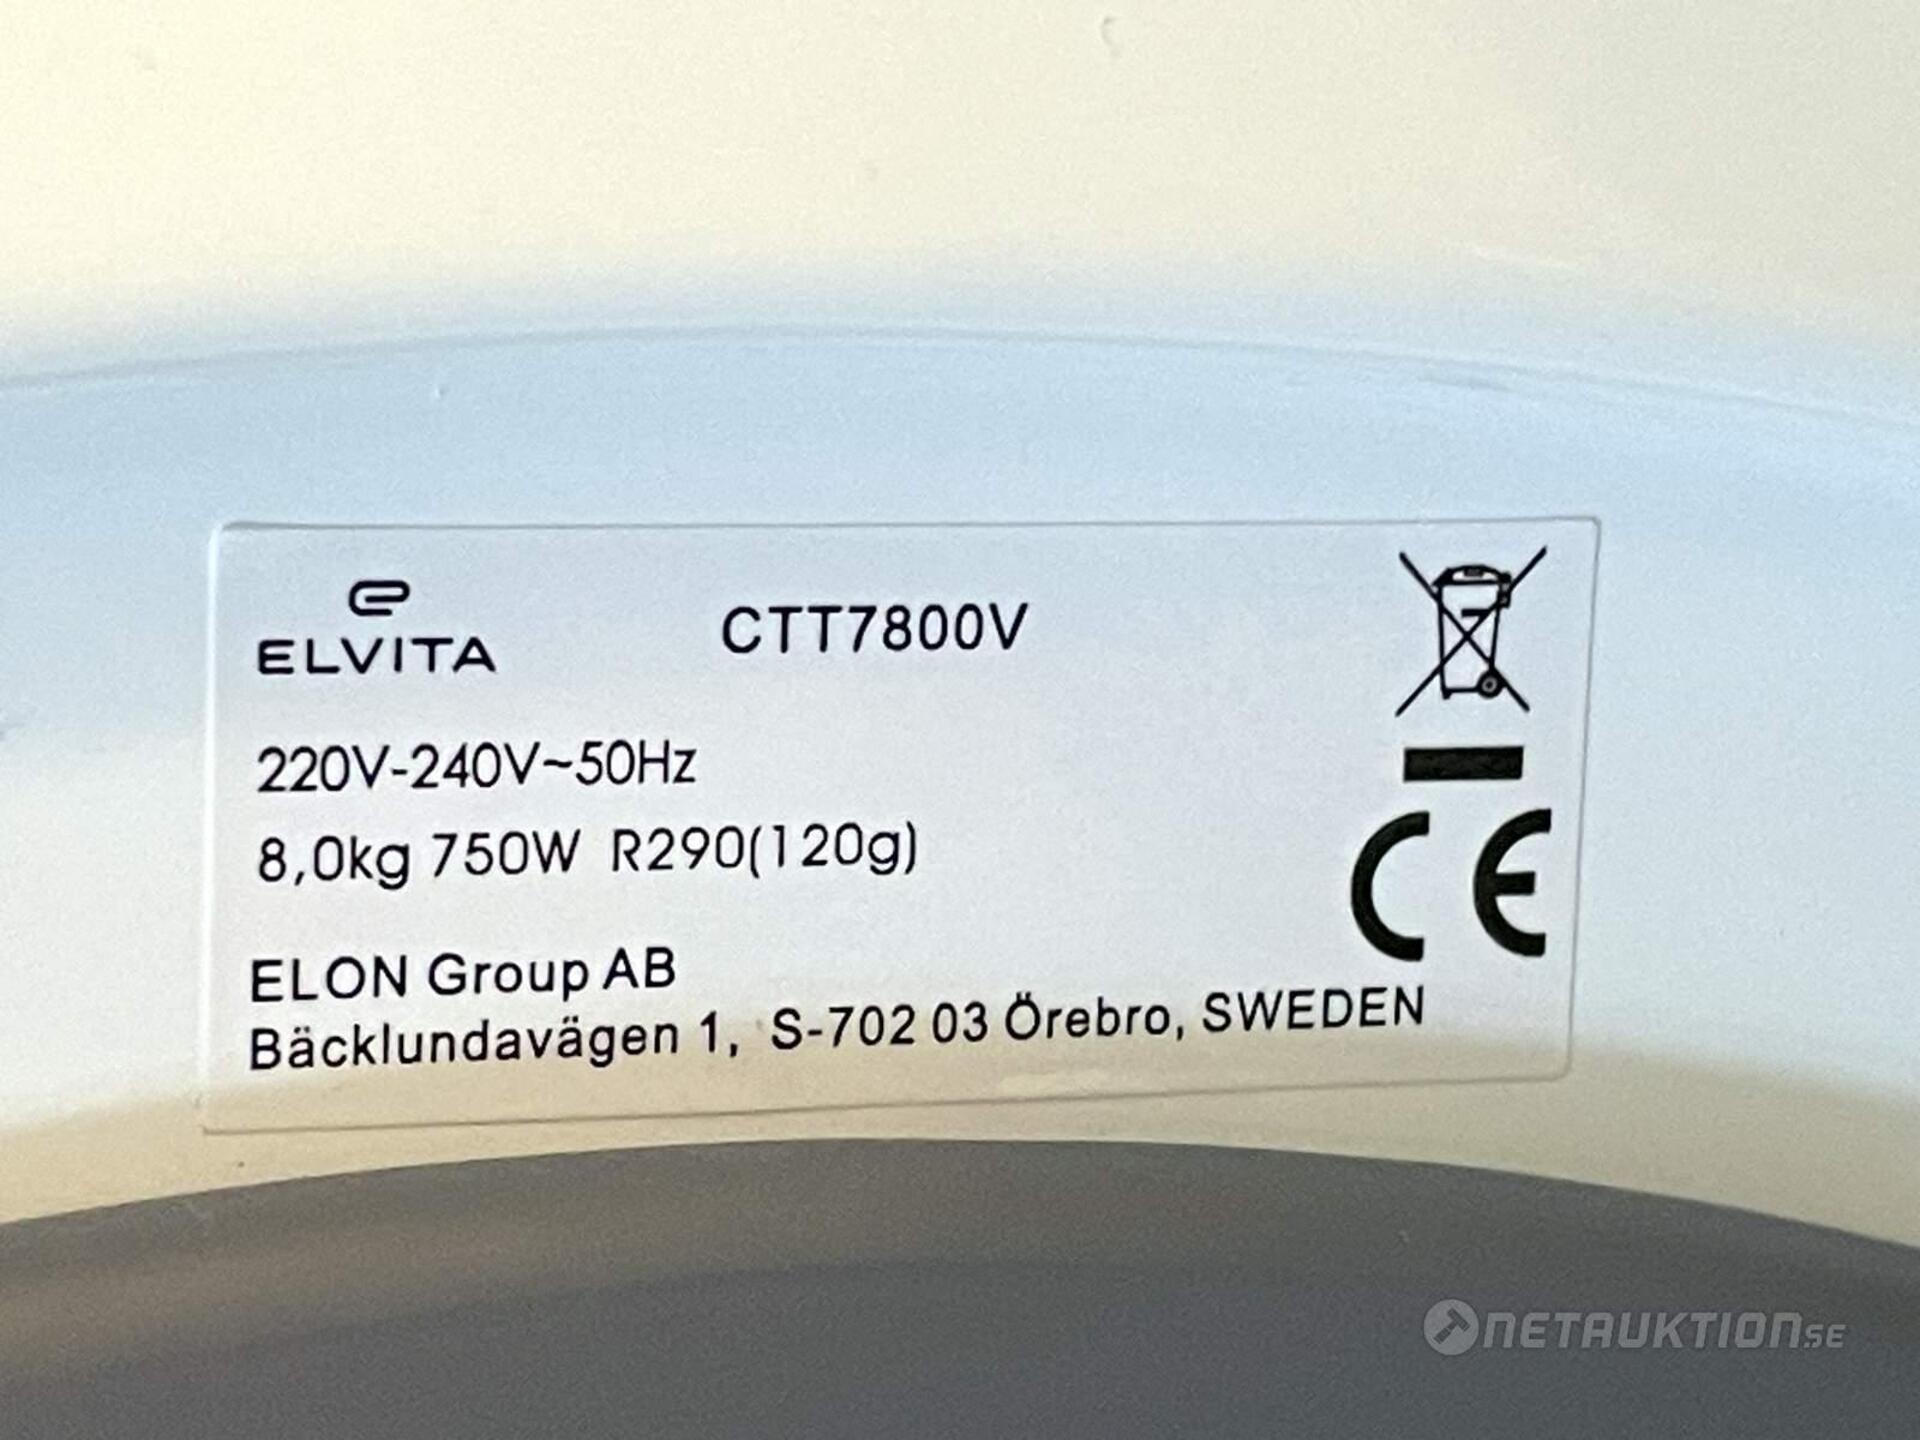 ELVITA
CTT7800V
220V-240V~50Hz
8,0kg 750W R290(120g)
CE
ELON Group AB
Bäcklundavägen 1, S-702 03 Örebro, SWEDEN
NETAUKTION.SE